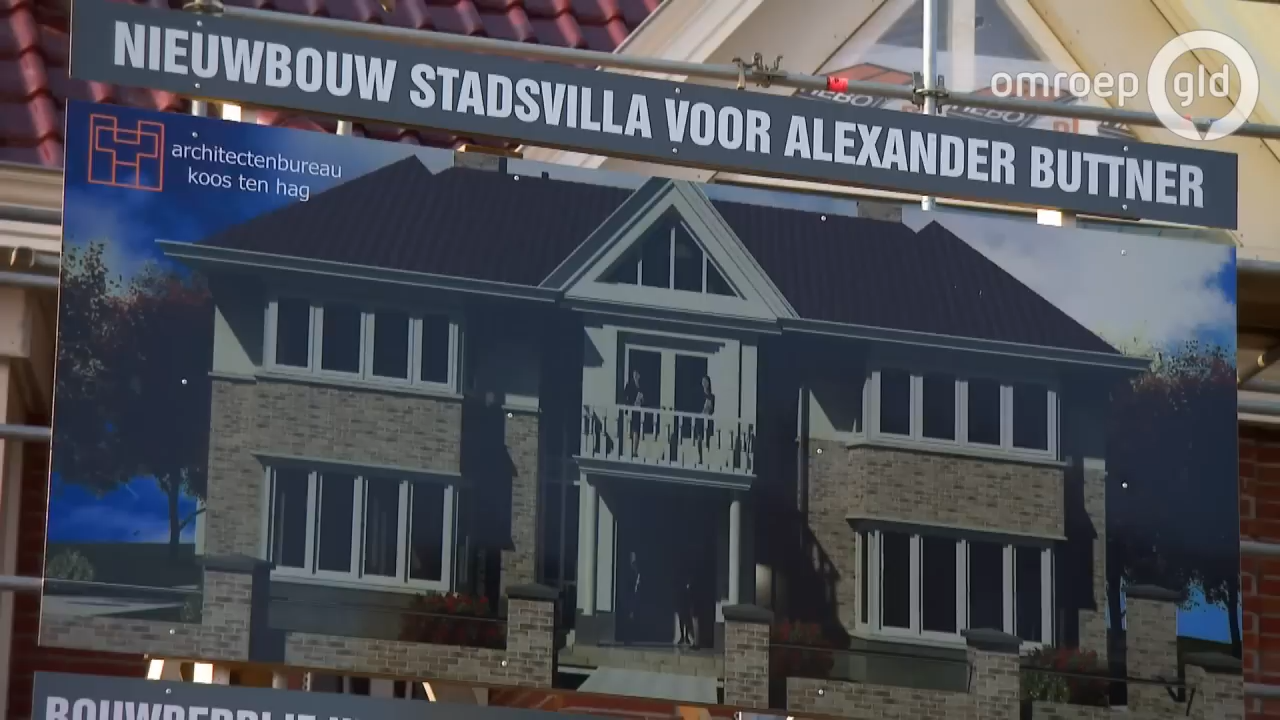 omroep gld
NIEUWBOUW STADSVILLA VOOR ALEXANDER BUTTNER
architectenbureau
koos ten hag